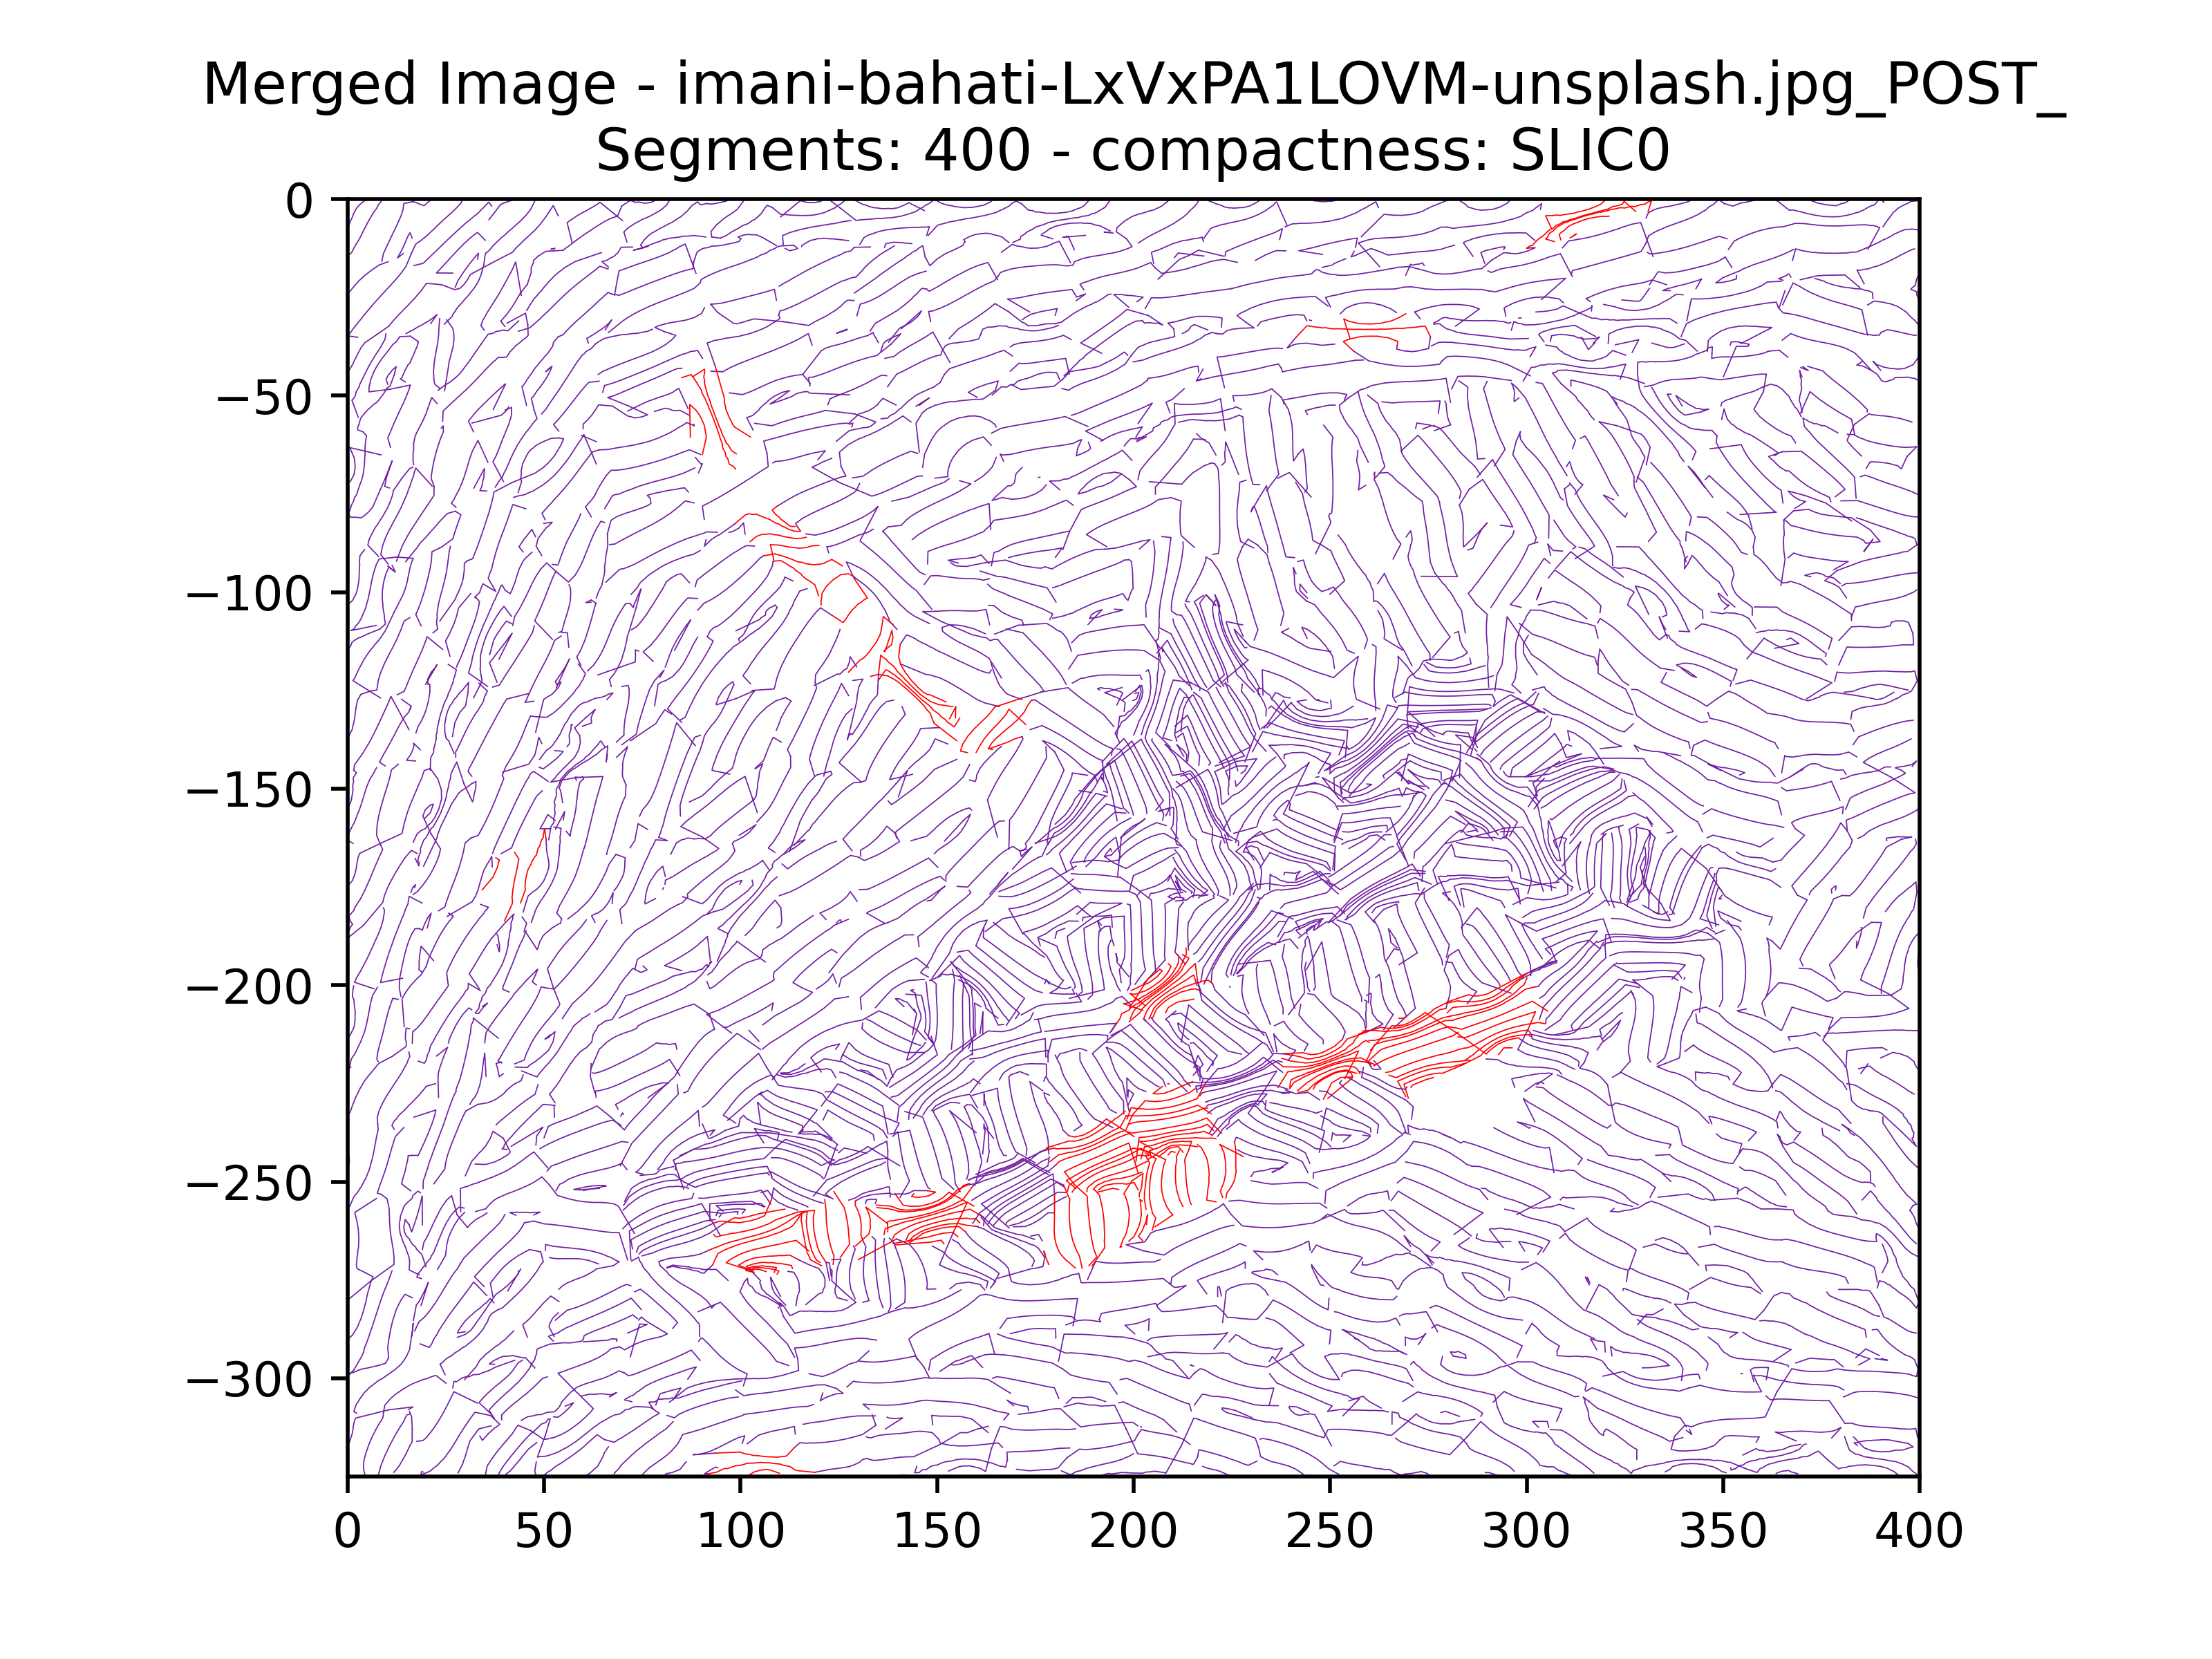 Merged Image - imani-bahati-LxVxPA1LOVM-unsplash.jpg_POST_
Segments: 400 - compactness: SLIC0
0
−50
−100
−150
−200
−250
−300
0 50 100 150 200 250 300 350 400